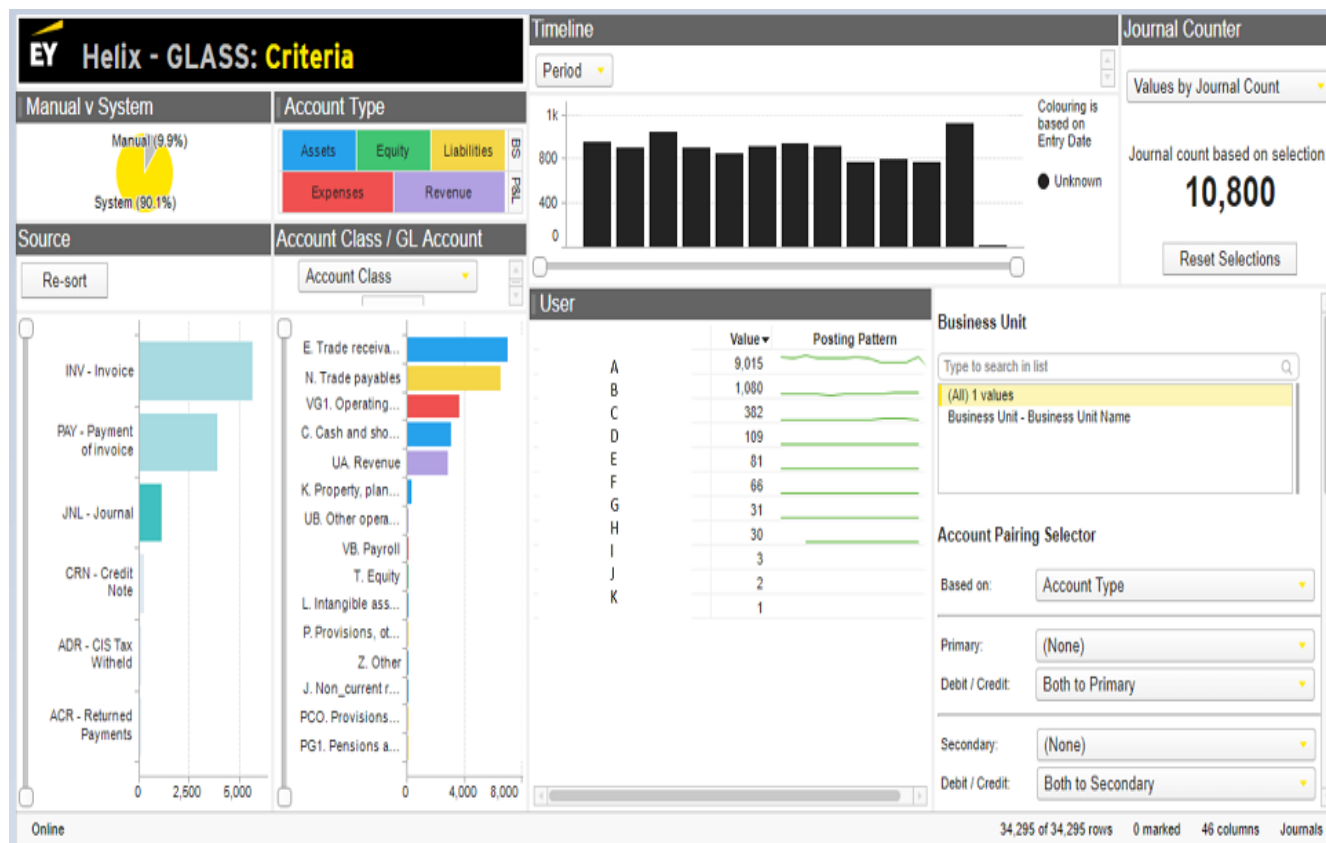 EY Helix - GLASS: Criteria
Manual v System
Manual (9.9%)
System (90.1%)
Account Type
Assets
Equity
Liabilities
BS
Expenses
Revenue
P&L
Timeline
Period
1k
800
400
0
Colouring is
based on
Entry Date
Unknown
Journal Counter
Values by Journal Count
Journal count based on selection
10,800
Reset Selections
Source
Re-sort
INV - Invoice
PAY - Payment
of invoice
JNL - Journal
CRN - Credit
Note
ADR - CIS Tax
Witheld
ACR - Returned
Payments
0 2,500 5,000
Account Class / GL Account
Account Class
E. Trade receiva...
N. Trade payables
VG1. Operating...
C. Cash and sho...
UA. Revenue
K. Property, plan...
UB. Other opera...
VB. Payroll
T. Equity
L. Intangible ass...
P. Provisions, ot...
Z. Other
J. Non_current r...
PCO. Provisions...
PG1. Pensions a...
0 4,000 8,000
User
Value Posting Pattern
A 9,015
B 1,080
C 382
D 109
E 81
F 66
G 31
H 30
I 3
J 2
K 1
Business Unit
Type to search in list
(All) 1 values
Business Unit - Business Unit Name
Account Pairing Selector
Based on: Account Type
Primary: (None)
Debit / Credit: Both to Primary
Secondary: (None)
Debit / Credit: Both to Secondary
Online
34,295 of 34,295 rows 0 marked 46 columns Journals